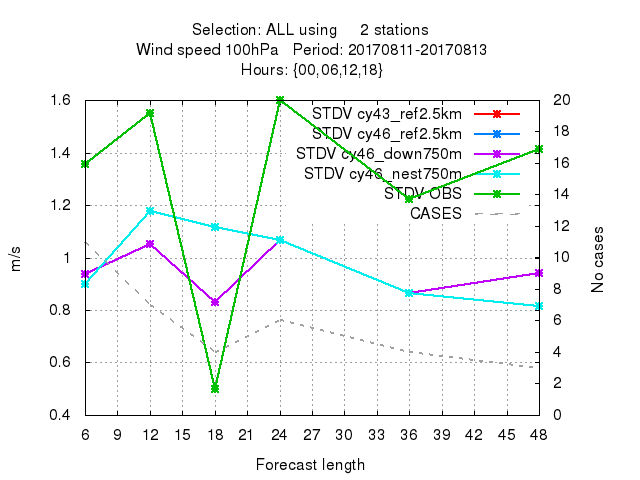 Selection: ALL using 2 stations
Wind speed 100hPa Period: 20170811-20170813
Hours: {00,06,12,18}
STDV cy43_ref2.5km
STDV cy46_ref2.5km
STDV cy46_down750m
STDV cy46_nest750m
STDV OBS
CASES
1.6
1.4
1.2
1
0.8
0.6
0.4
m/s
20
18
16
14
12
10
8
6
4
2
0
No cases
6 9 12 15 18 21 24 27 30 33 36 39 42 45 48
Forecast length